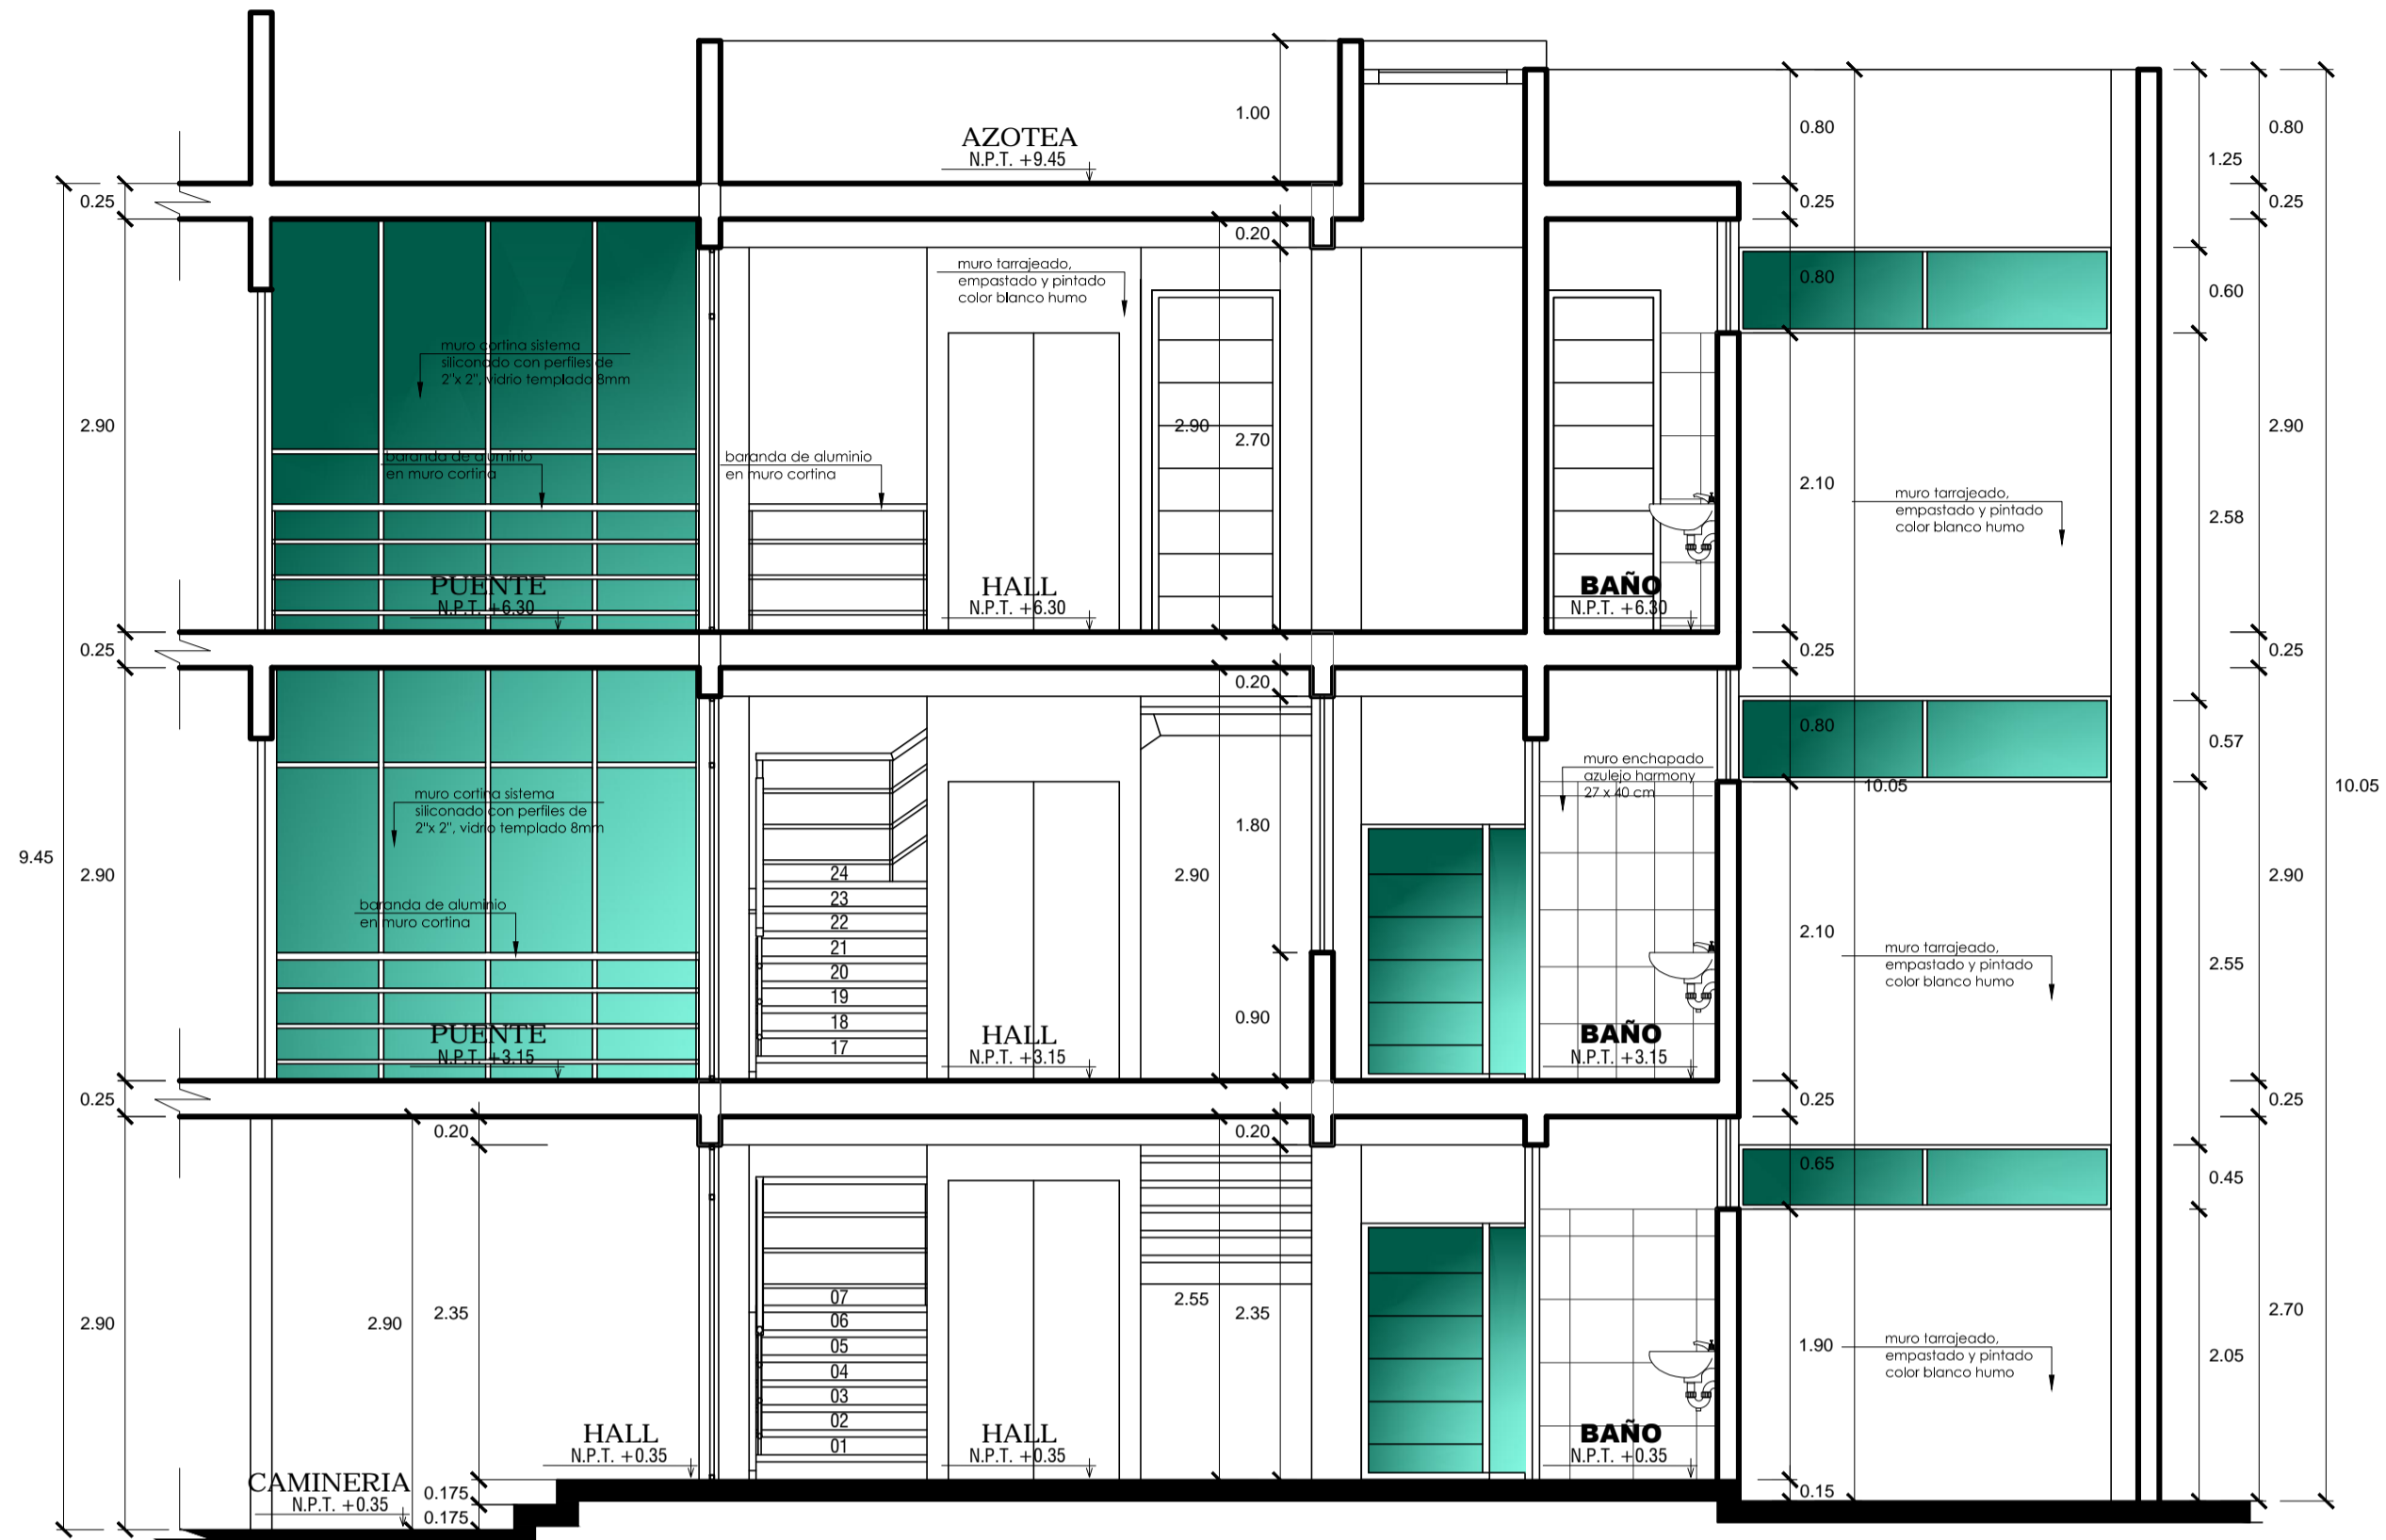 1.00
0.80
0.80
AZOTEA
N.P.T. +9.45
1.25
0.25
0.25
0.25
0.20
muro tarrajeado,
empastado y pintado
color blanco humo
0.80
0.60
muro cortina sistema
siliconado con perfiles de
2"x 2", vidrio templado 8mm
2.90
2.90
2.70
2.90
baranda de aluminio
en muro cortina
baranda de aluminio
en muro cortina
2.10
muro tarrajeado,
empastado y pintado
color blanco humo
2.58
PUENTE
N.P.T. +6.30
HALL
N.P.T. +6.30
BAÑO
N.P.T. +6.30
0.25
0.25
0.25
0.20
0.80
0.57
muro enchapado
azulejo harmony
27 x 40 cm
10.05
10.05
muro cortina sistema
siliconado con perfiles de
2"x 2", vidrio templado 8mm
1.80
9.45
2.90
2.90
2.90
24
23
22
21
20
19
18
17
baranda de aluminio
en muro cortina
2.10
muro tarrajeado,
empastado y pintado
color blanco humo
2.55
0.90
PUENTE
N.P.T. +3.15
HALL
N.P.T. +3.15
BAÑO
N.P.T. +3.15
0.25
0.25
0.25
0.20
0.20
0.65
0.45
2.90
2.90
2.35
2.55
2.35
2.70
07
06
05
04
03
02
01
1.90
muro tarrajeado,
empastado y pintado
color blanco humo
2.05
HALL
N.P.T. +0.35
HALL
N.P.T. +0.35
BAÑO
N.P.T. +0.35
CAMINERIA
N.P.T. +0.35
0.175
0.175
0.15